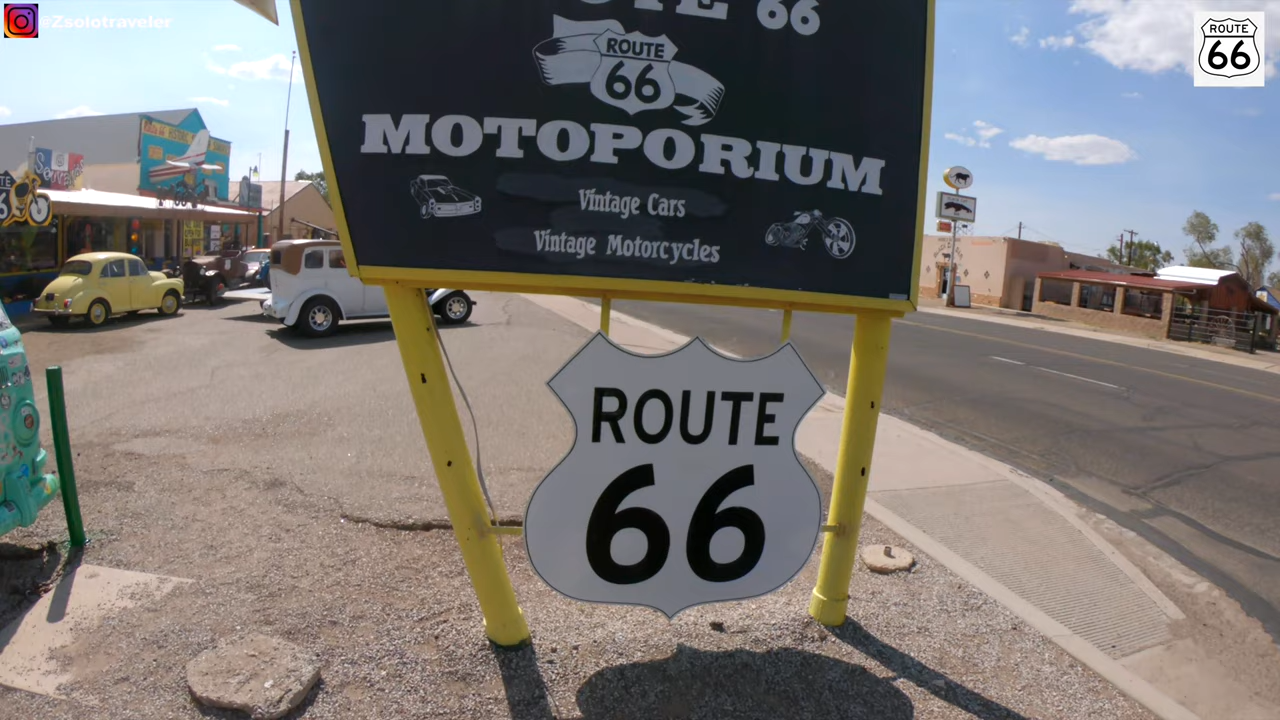 @Zsolotraveler
ROUTE
66
ROUTE 66
ROUTE
66
MOTOPORIUM
Vintage Cars
Vintage Motorcycles
ROUTE
66